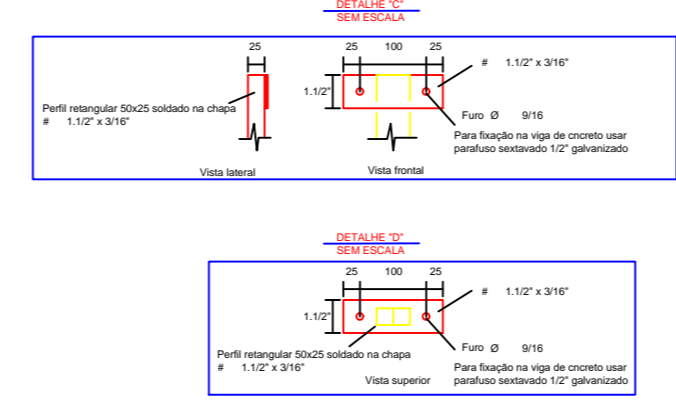 DETALHE "C"
SEM ESCALA
25
25 100 25
# 1.1/2" x 3/16"
1.1/2"
Perfil retangular 50x25 soldado na chapa
# 1.1/2" x 3/16"
Furo Ø 9/16
Para fixação na viga de cncreto usar
parafuso sextavado 1/2" galvanizado
Vista lateral
Vista frontal
DETALHE "D"
SEM ESCALA
25 100 25
# 1.1/2" x 3/16"
1.1/2"
Furo Ø 9/16
Perfil retangular 50x25 soldado na chapa
# 1.1/2" x 3/16"
Para fixação na viga de cncreto usar
parafuso sextavado 1/2" galvanizado
Vista superior